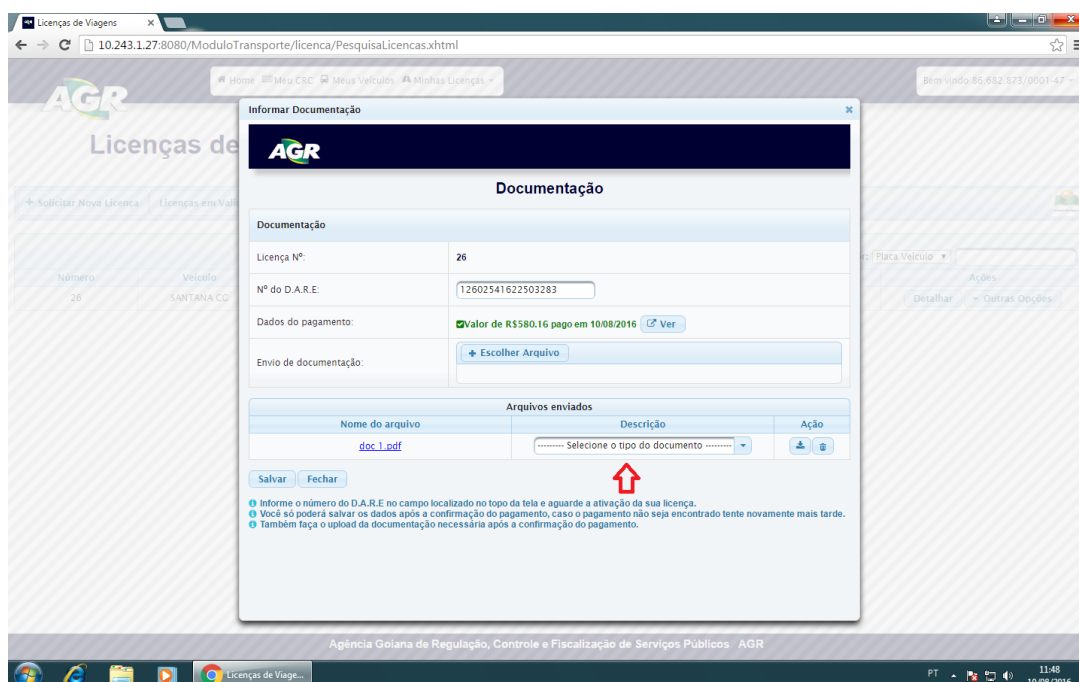 Licenças de Viagens
10.243.1.27:8080/ModuloTransporte/licenca/PesquisaLicencas.xhtml
Home Meu CRC Meus Veículos Minhas Licenças
Bem vindo 86.682.873/0001-47
AGR
Licenças de
+ Solicitar Nova Licença Licenças em Vali
Placa Veículo
Número Veículo Ações
26 SANTANA CG Detalhar Outras Opções
Informar Documentação
AGR
Documentação
Documentação
Licença Nº: 26
Nº do D.A.R.E: 12602541622503283
Dados do pagamento: Valor de R$580.16 pago em 10/08/2016 Ver
Envio de documentação: + Escolher Arquivo
Arquivos enviados
Nome do arquivo Descrição Ação
doc 1.pdf --------- Selecione o tipo do documento ---------
Salvar Fechar
Informe o número do D.A.R.E no campo localizado no topo da tela e aguarde a ativação da sua licença.
Você só poderá salvar os dados após a confirmação do pagamento, caso o pagamento não seja encontrado tente novamente mais tarde.
Também faça o upload da documentação necessária após a confirmação do pagamento.
Agência Goiana de Regulação, Controle e Fiscalização de Serviços Públicos AGR
Licenças de Viage...
PT
11:48
10/08/2016